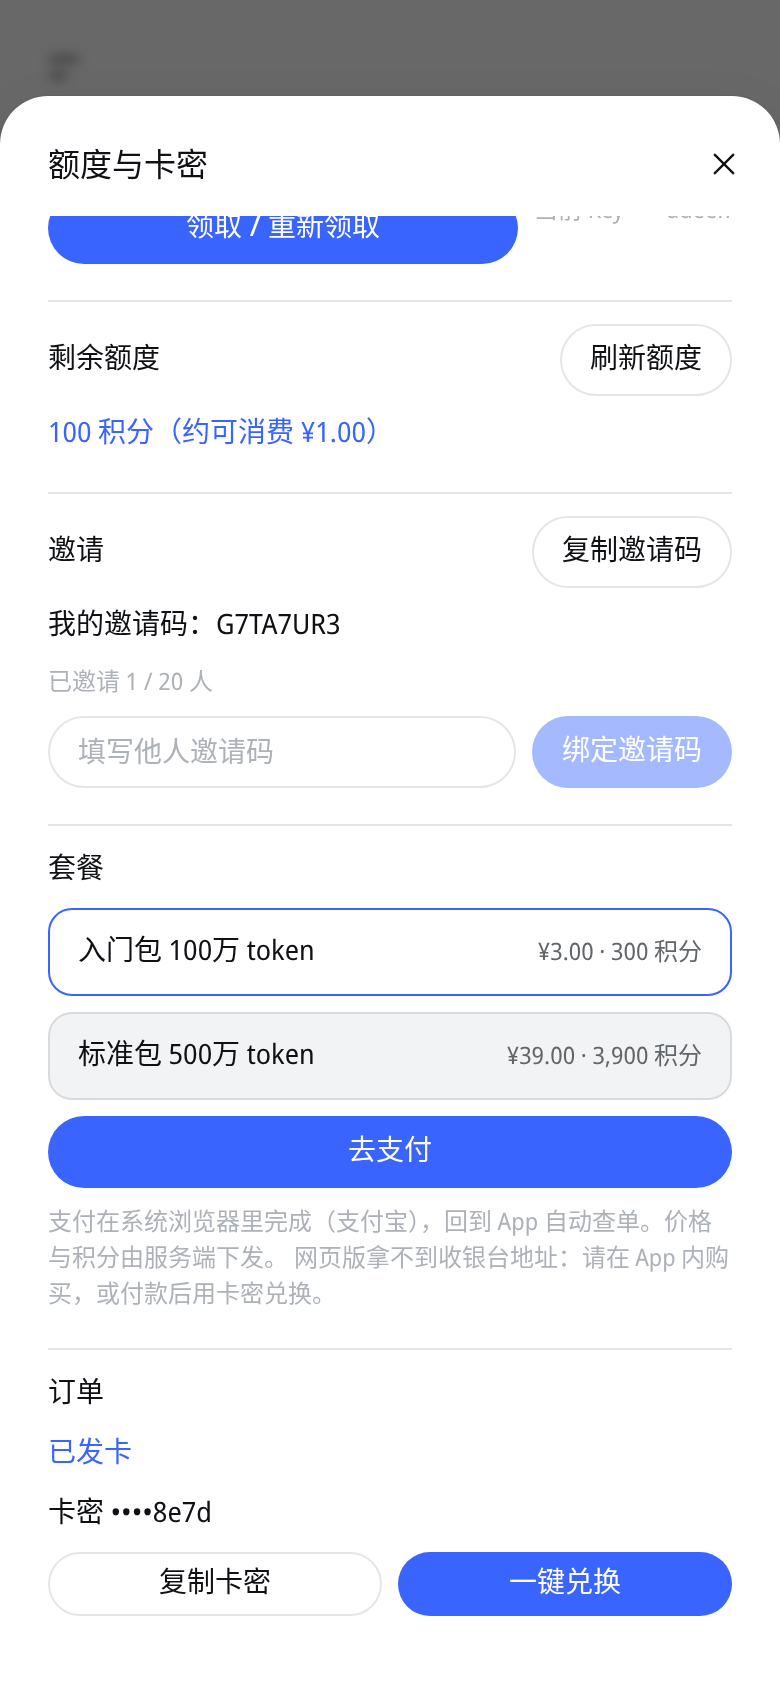 额度与卡密
领取 / 重新领取
剩余额度
刷新额度
100 积分（约可消费 ¥1.00）
邀请
复制邀请码
我的邀请码：G7TA7UR3
已邀请 1 / 20 人
填写他人邀请码
绑定邀请码
套餐
入门包 100万 token
¥3.00 · 300 积分
标准包 500万 token
¥39.00 · 3,900 积分
去支付
支付在系统浏览器里完成（支付宝），回到 App 自动查单。价格
与积分由服务端下发。 网页版拿不到收银台地址：请在 App 内购
买，或付款后用卡密兑换。
订单
已发卡
卡密 ••••8e7d
复制卡密
一键兑换